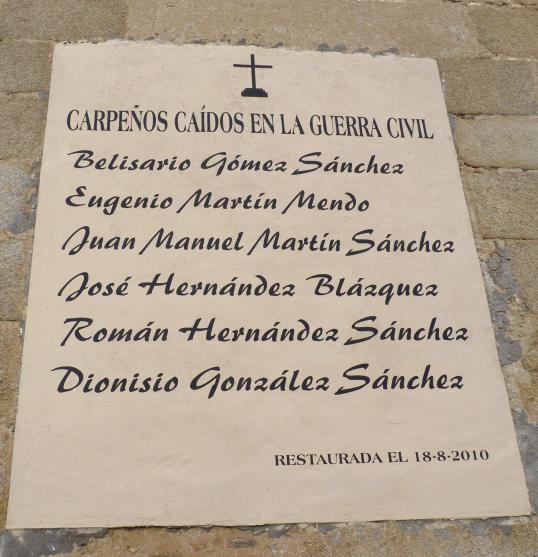 CARPEÑOS CAÍDOS EN LA GUERRA CIVIL
Belisario Gómez Sánchez
Eugenio Martín Mendo
Juan Manuel Martín Sánchez
José Hernández Blázquez
Román Hernández Sánchez
Dionisio González Sánchez
RESTAURADA EL 18-8-2010